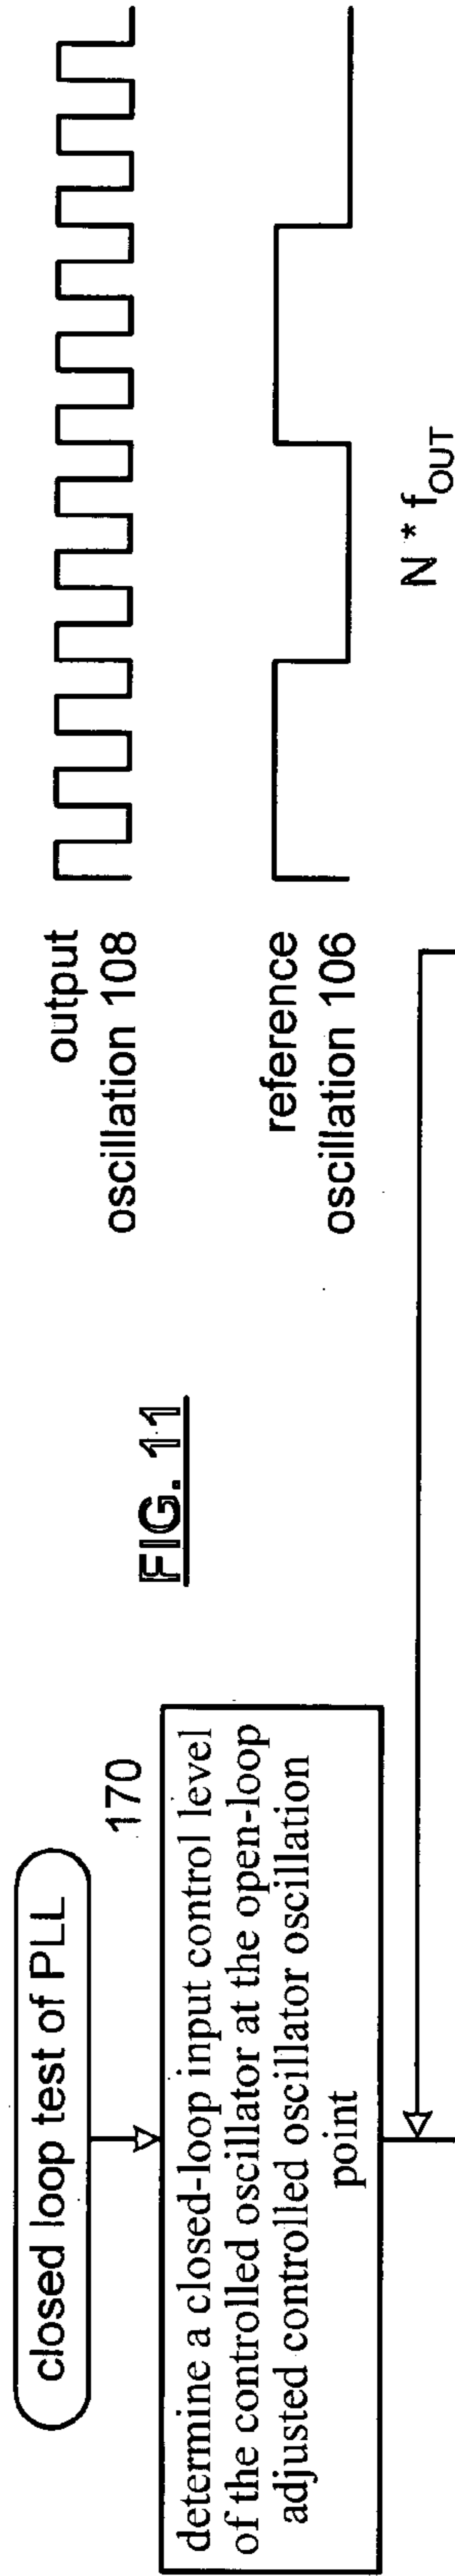 output
oscillation 108
reference
oscillation 106
N * fOUT
FIG. 11
closed loop test of PLL
170
determine a closed-loop input control level
of the controlled oscillator at the open-loop
adjusted controlled oscillator oscillation
point